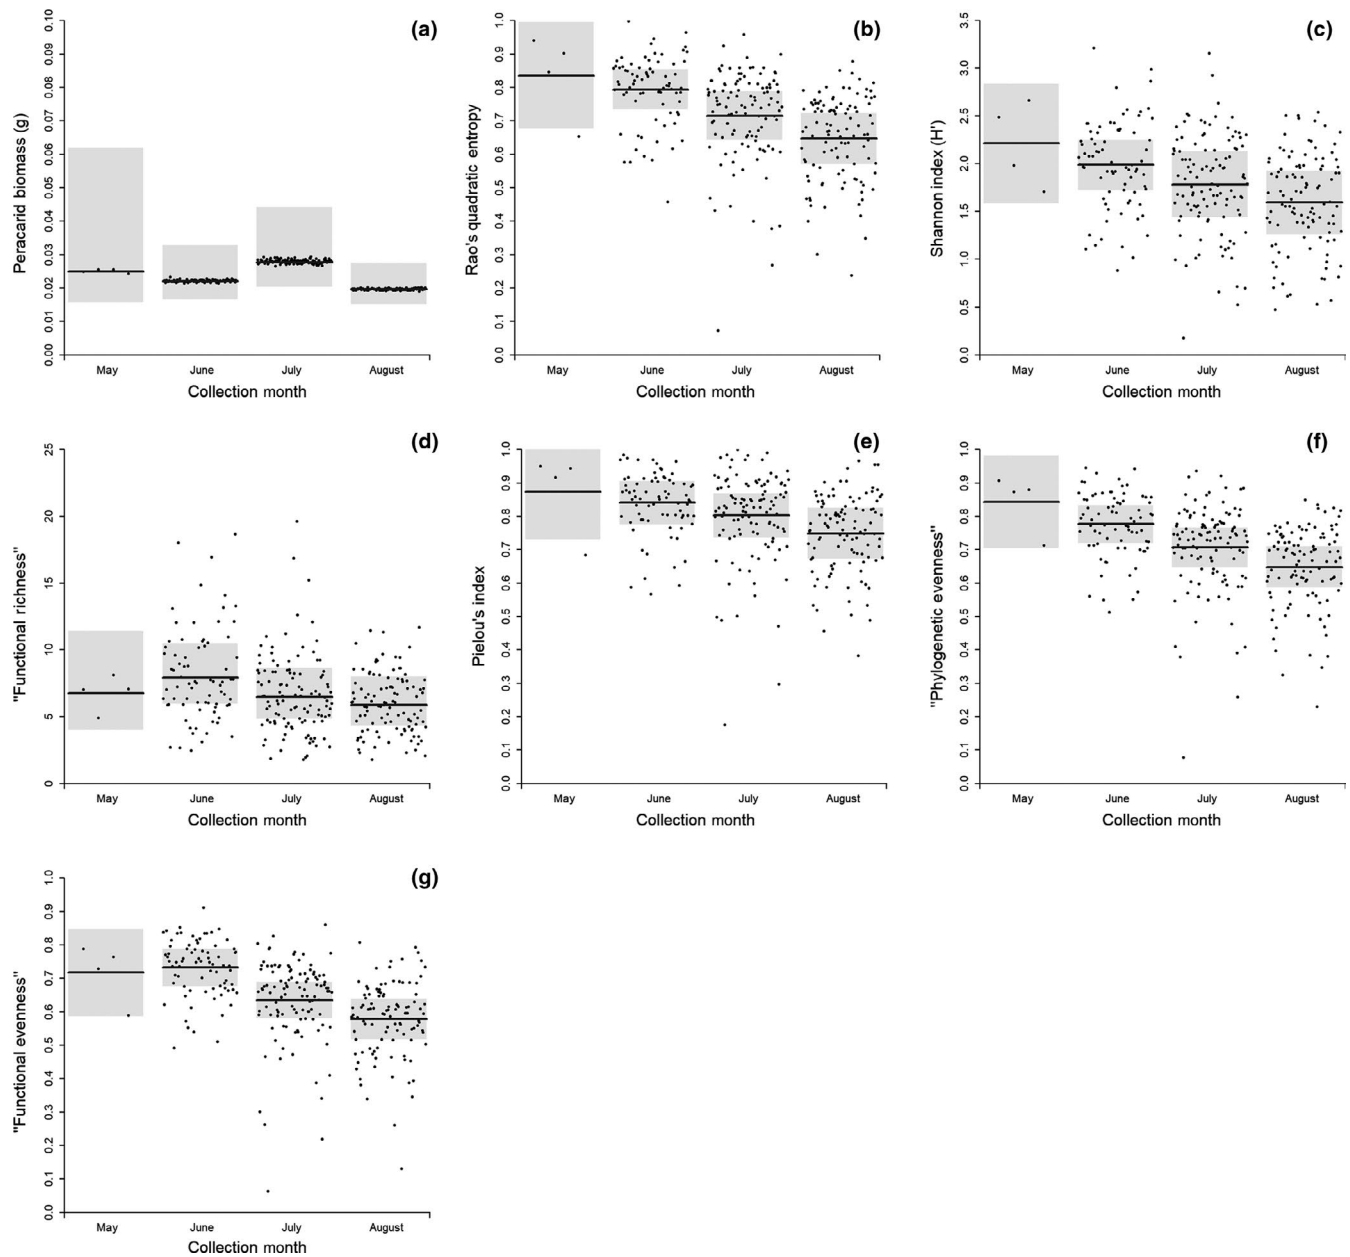 (a)
Peracarid biomass (g)
0.10
0.09
0.08
0.07
0.06
0.05
0.04
0.03
0.02
0.01
0.00
May June July August
Collection month
(b)
Rao's quadratic entropy
1.0
0.9
0.8
0.7
0.6
0.5
0.4
0.3
0.2
0.1
0.0
May June July August
Collection month
(c)
Shannon index (H')
3.5
3.0
2.5
2.0
1.5
1.0
0.5
0.0
May June July August
Collection month
(d)
"Functional richness"
25
20
15
10
5
0
May June July August
Collection month
(e)
Pielou's index
1.0
0.9
0.8
0.7
0.6
0.5
0.4
0.3
0.2
0.1
0.0
May June July August
Collection month
(f)
"Phylogenetic evenness"
1.0
0.9
0.8
0.7
0.6
0.5
0.4
0.3
0.2
0.1
0.0
May June July August
Collection month
(g)
"Functional evenness"
1.0
0.9
0.8
0.7
0.6
0.5
0.4
0.3
0.2
0.1
0.0
May June July August
Collection month